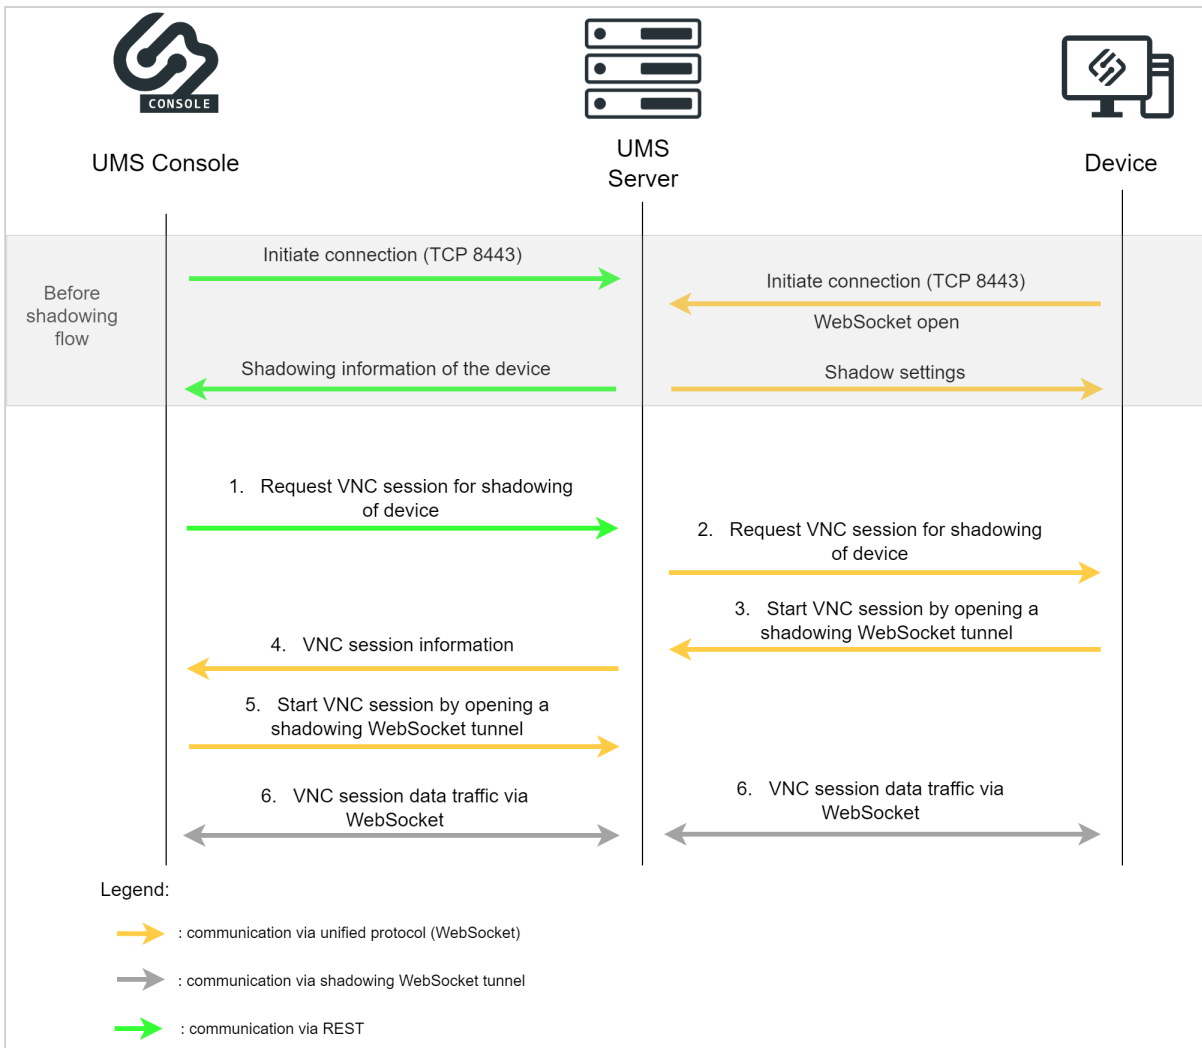 CONSOLE
UMS Console
UMS
Server
Device
Before
shadowing
flow
Initiate connection (TCP 8443)
Initiate connection (TCP 8443)
WebSocket open
Shadowing information of the device
Shadow settings
1. Request VNC session for shadowing
of device
2. Request VNC session for shadowing
of device
3. Start VNC session by opening a
shadowing WebSocket tunnel
4. VNC session information
5. Start VNC session by opening a
shadowing WebSocket tunnel
6. VNC session data traffic via
WebSocket
6. VNC session data traffic via
WebSocket
Legend:
: communication via unified protocol (WebSocket)
: communication via shadowing WebSocket tunnel
: communication via REST